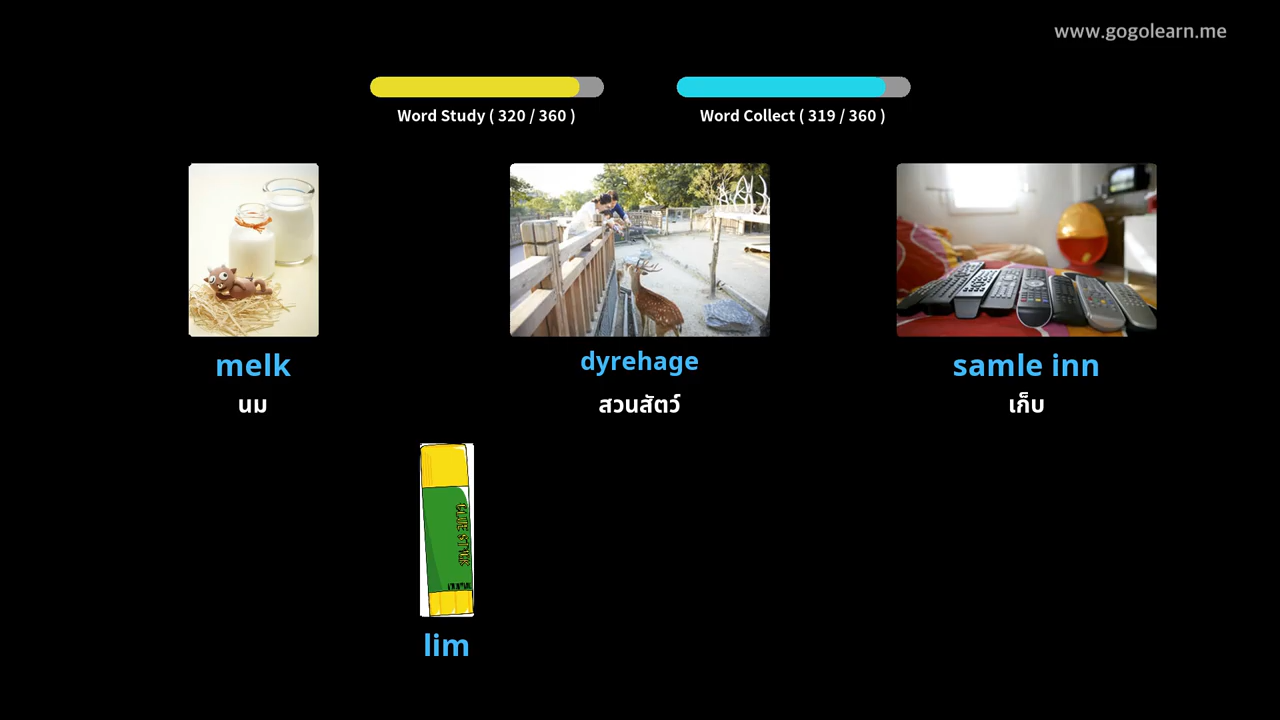 www.gogolearn.me
Word Study ( 320 / 360 )
Word Collect ( 319 / 360 )
melk
dyrehage
samle inn
นม
สวนสัตว์
เก็บ
lim